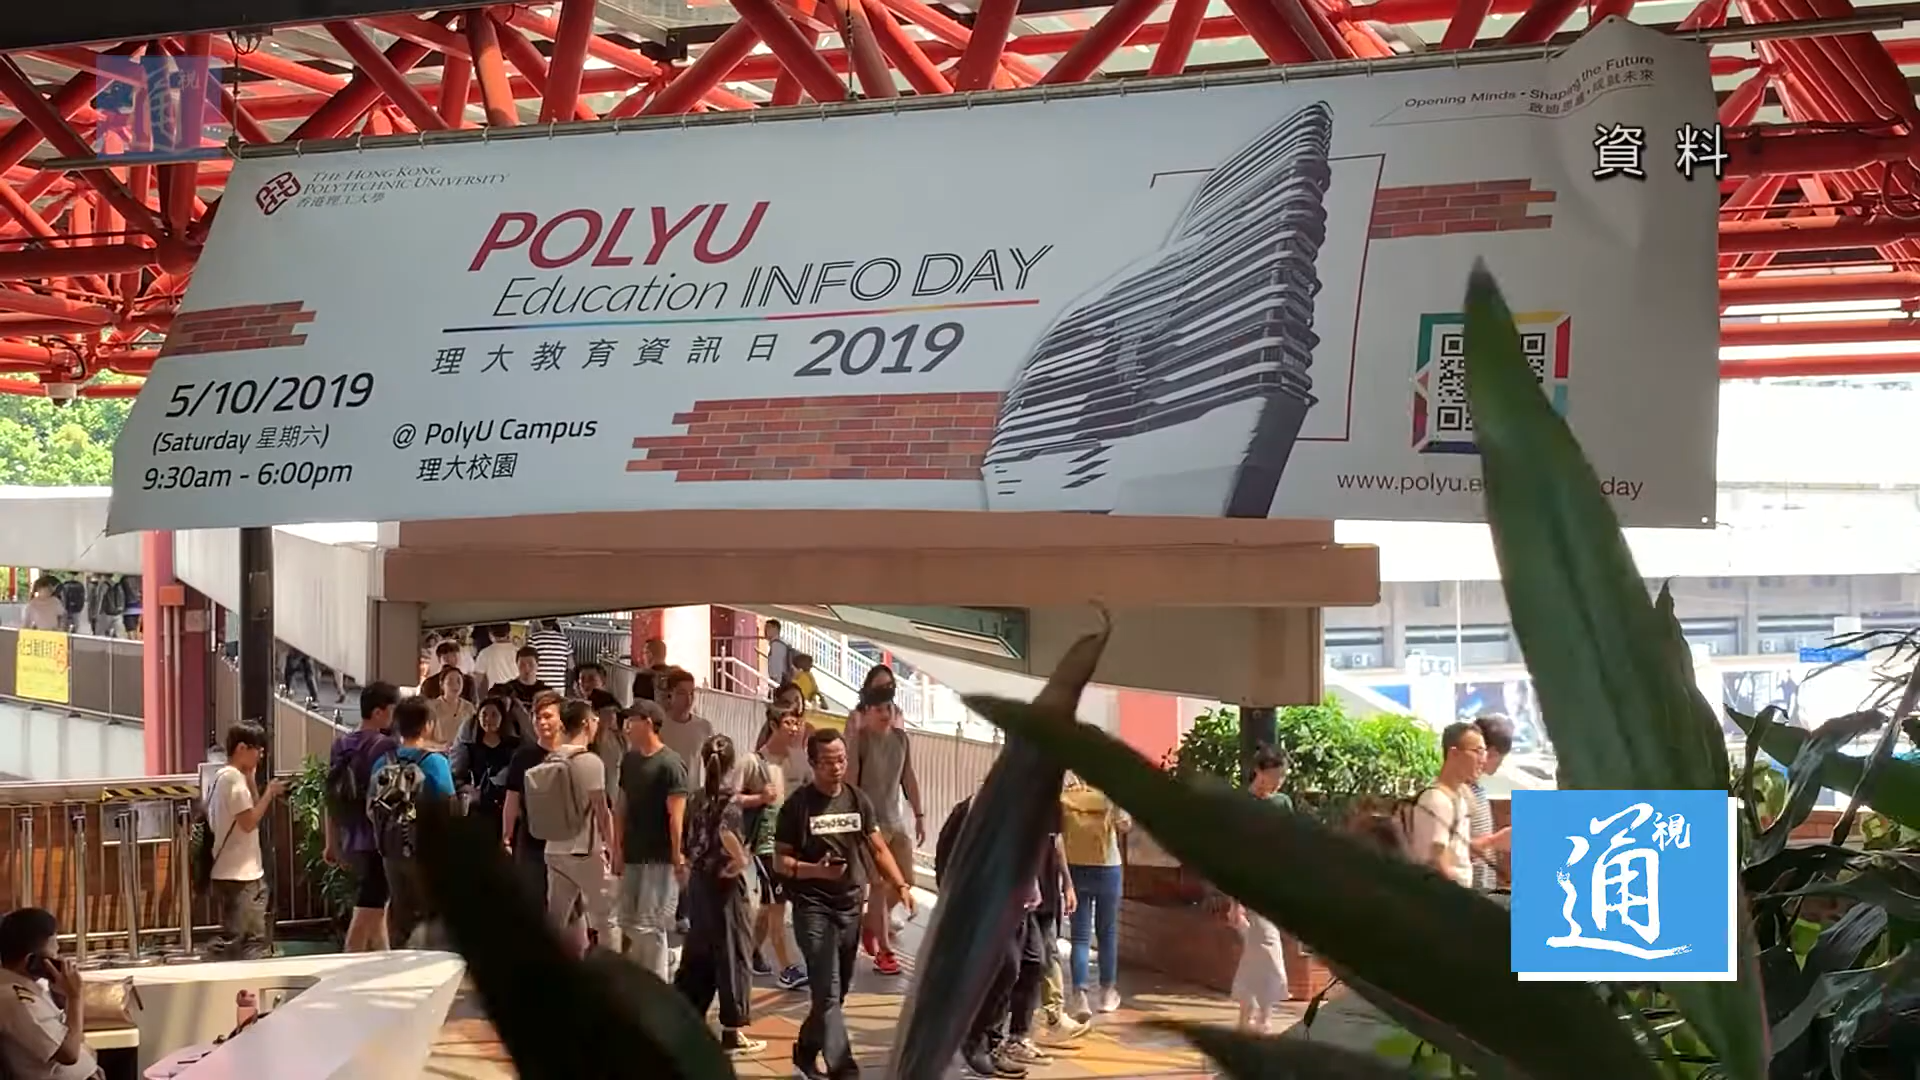 通視
Opening Minds • Shaping the Future
啟迪思維•成就未來
資料
THE HONG KONG
POLYTECHNIC UNIVERSITY
香港理工大學
POLYU
Education INFO DAY
理大教育資訊日 2019
5/10/2019
(Saturday 星期六)
9:30am - 6:00pm
@ PolyU Campus
理大校園
www.polyu.e
day
通視